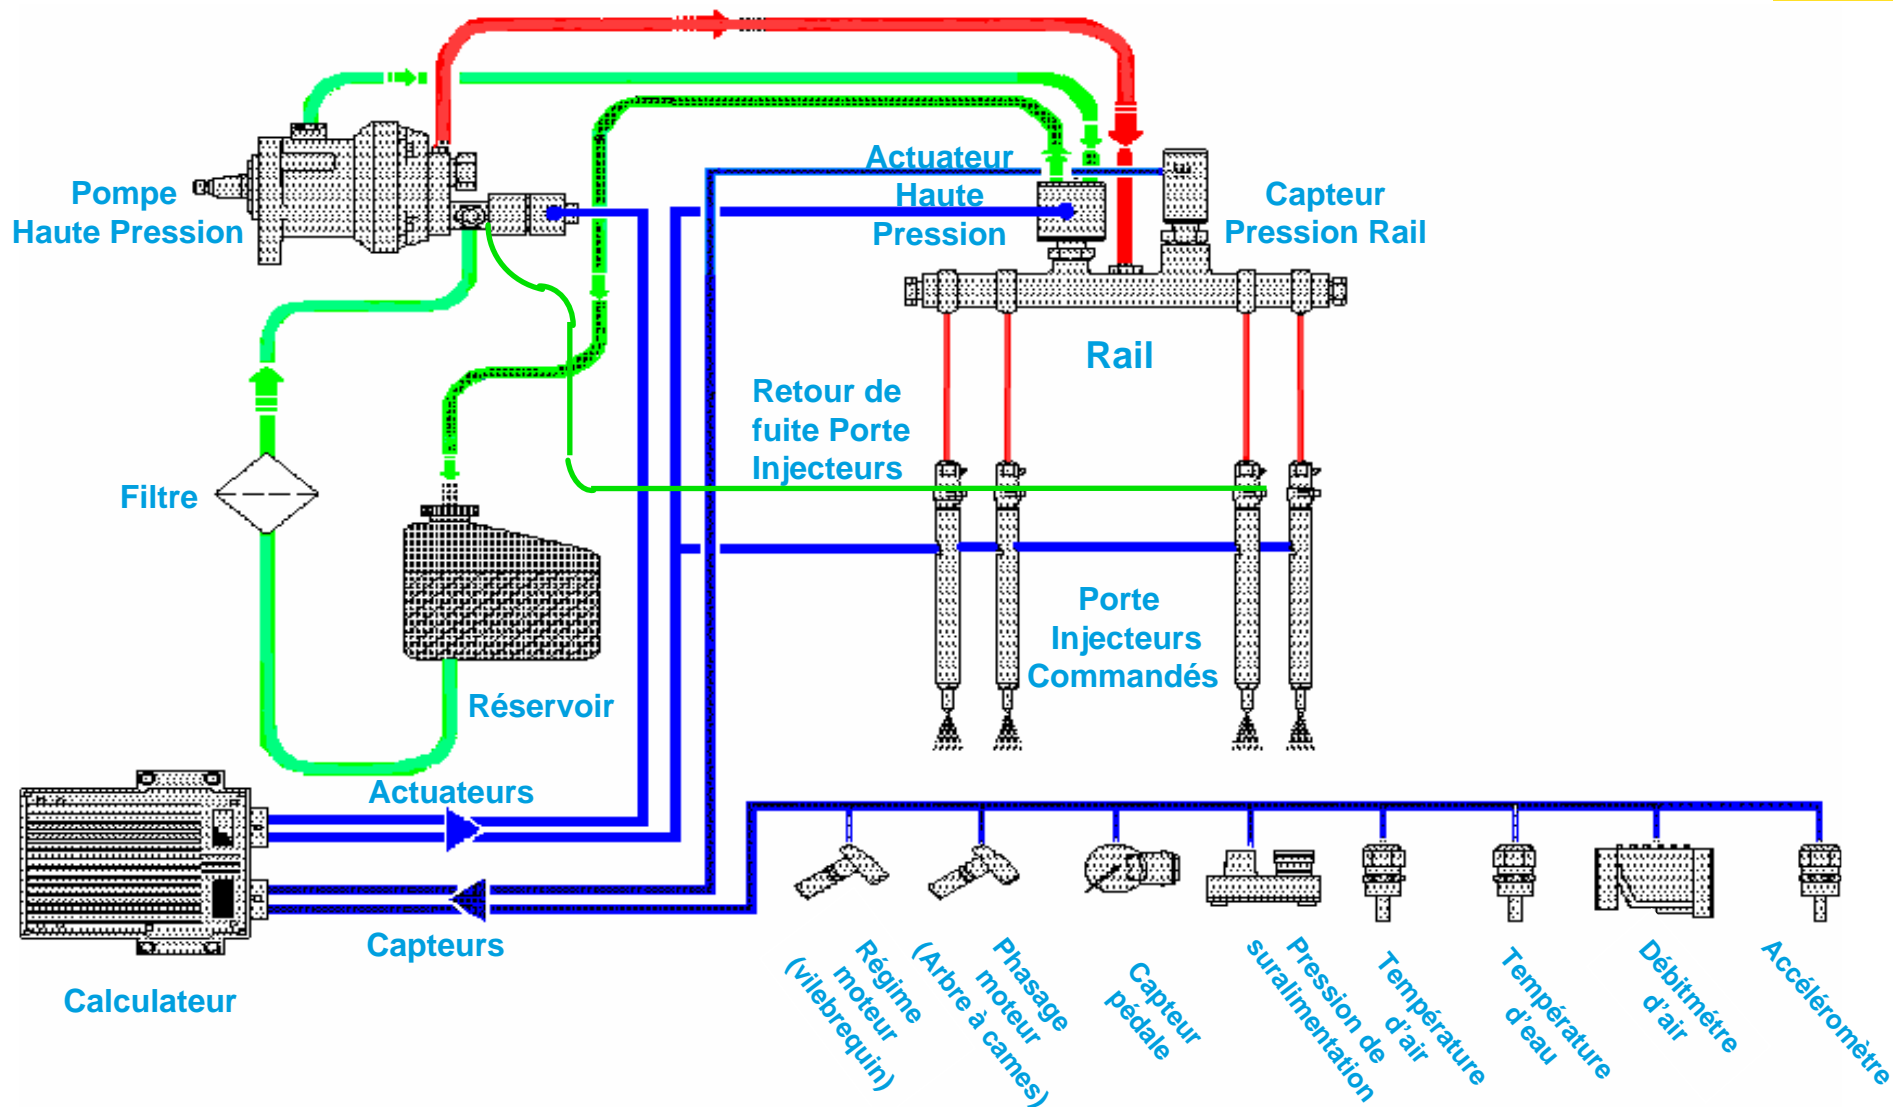 Pompe
Haute Pression
Actuateur
Haute
Pression
Capteur
Pression Rail
Rail
Retour de
fuite Porte
Injecteurs
Filtre
Porte
Injecteurs
Commandés
Réservoir
Actuateurs
Capteurs
Calculateur
Régime
moteur
(vilebrequin)
Phasage
moteur
(Arbre à cames)
Capteur
pédale
Pression de
suralimentation
Température
d'air
Température
d'eau
Débitmétre
d'air
Accéléromètre